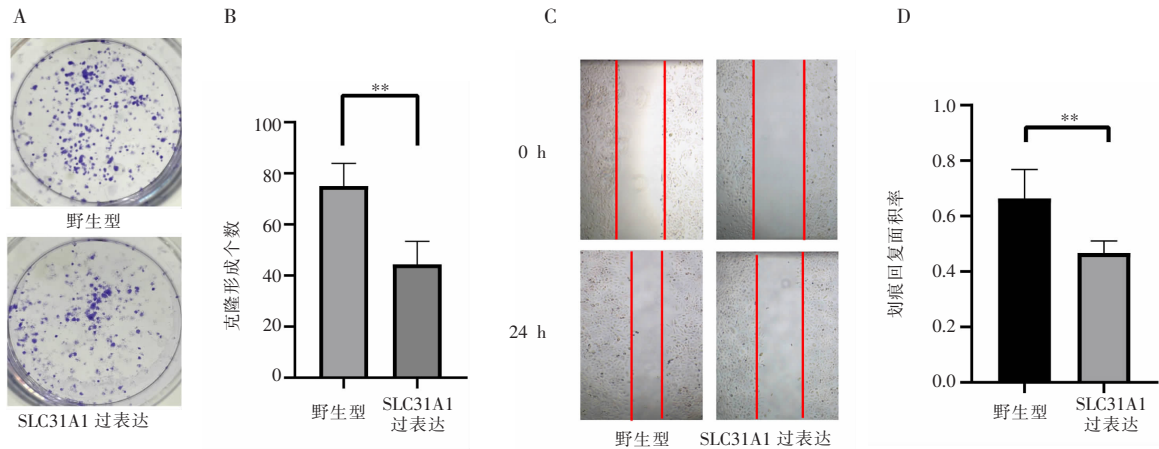 A
野生型
SLC31A1 过表达
B
**
克隆形成个数
100
80
60
40
20
0
野生型
SLC31A1
过表达
C
0 h
24 h
野生型
SLC31A1 过表达
D
**
划痕回复面积率
1.0
0.8
0.6
0.4
0.2
0.0
野生型
SLC31A1
过表达